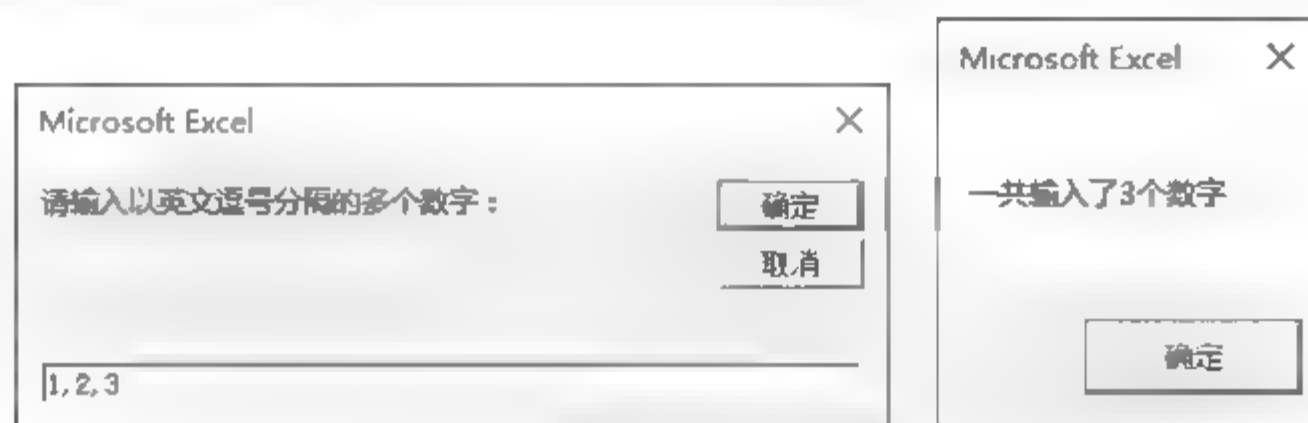 Microsoft Excel
请输入以英文逗号分隔的多个数字：
确定
取消
1,2,3
Microsoft Excel
一共输入了3个数字
确定